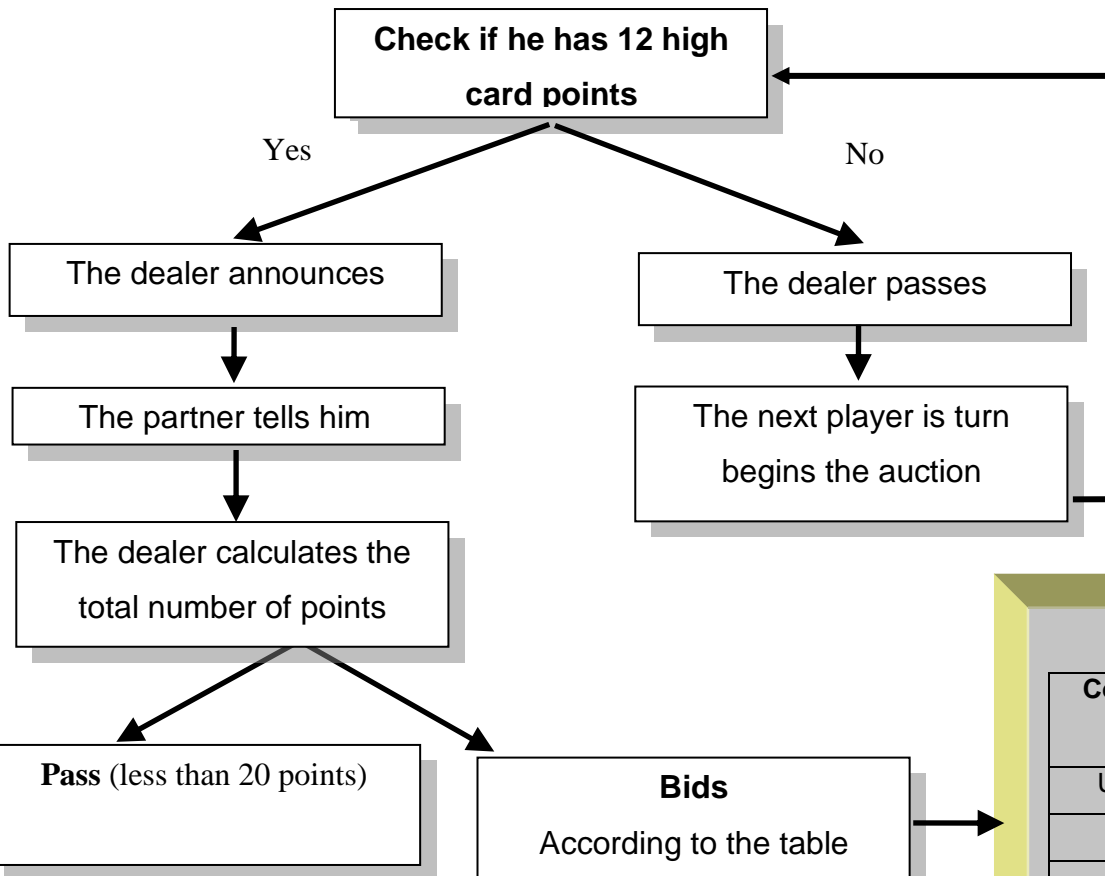 Check if he has 12 high
card points
Yes
No
The dealer announces
The dealer passes
The partner tells him
The next player is turn
begins the auction
The dealer calculates the
total number of points
Pass (less than 20 points)
Bids
According to the table